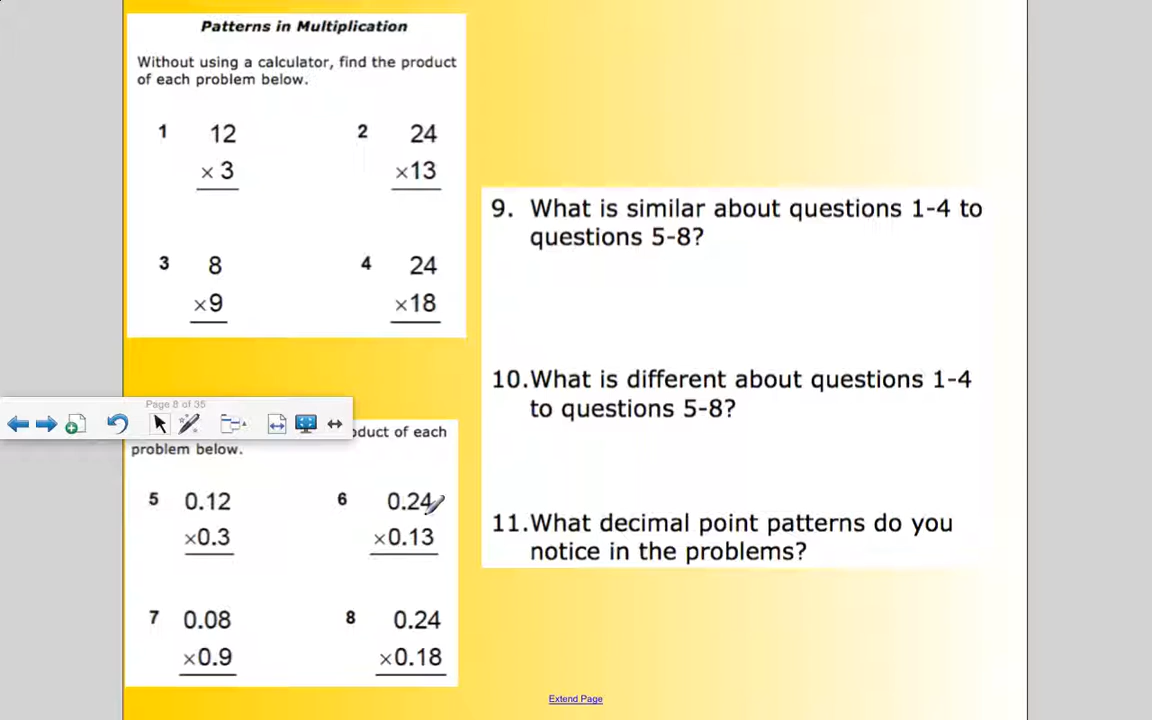 Patterns in Multiplication
Without using a calculator, find the product
of each problem below.
1 12
× 3
2 24
×13
3 8
×9
4 24
×18
Page 8 of 35
oduct of each
problem below.
5 0.12
×0.3
6 0.24
×0.13
7 0.08
×0.9
8 0.24
×0.18
9. What is similar about questions 1-4 to
questions 5-8?
10.What is different about questions 1-4
to questions 5-8?
11.What decimal point patterns do you
notice in the problems?
Extend Page